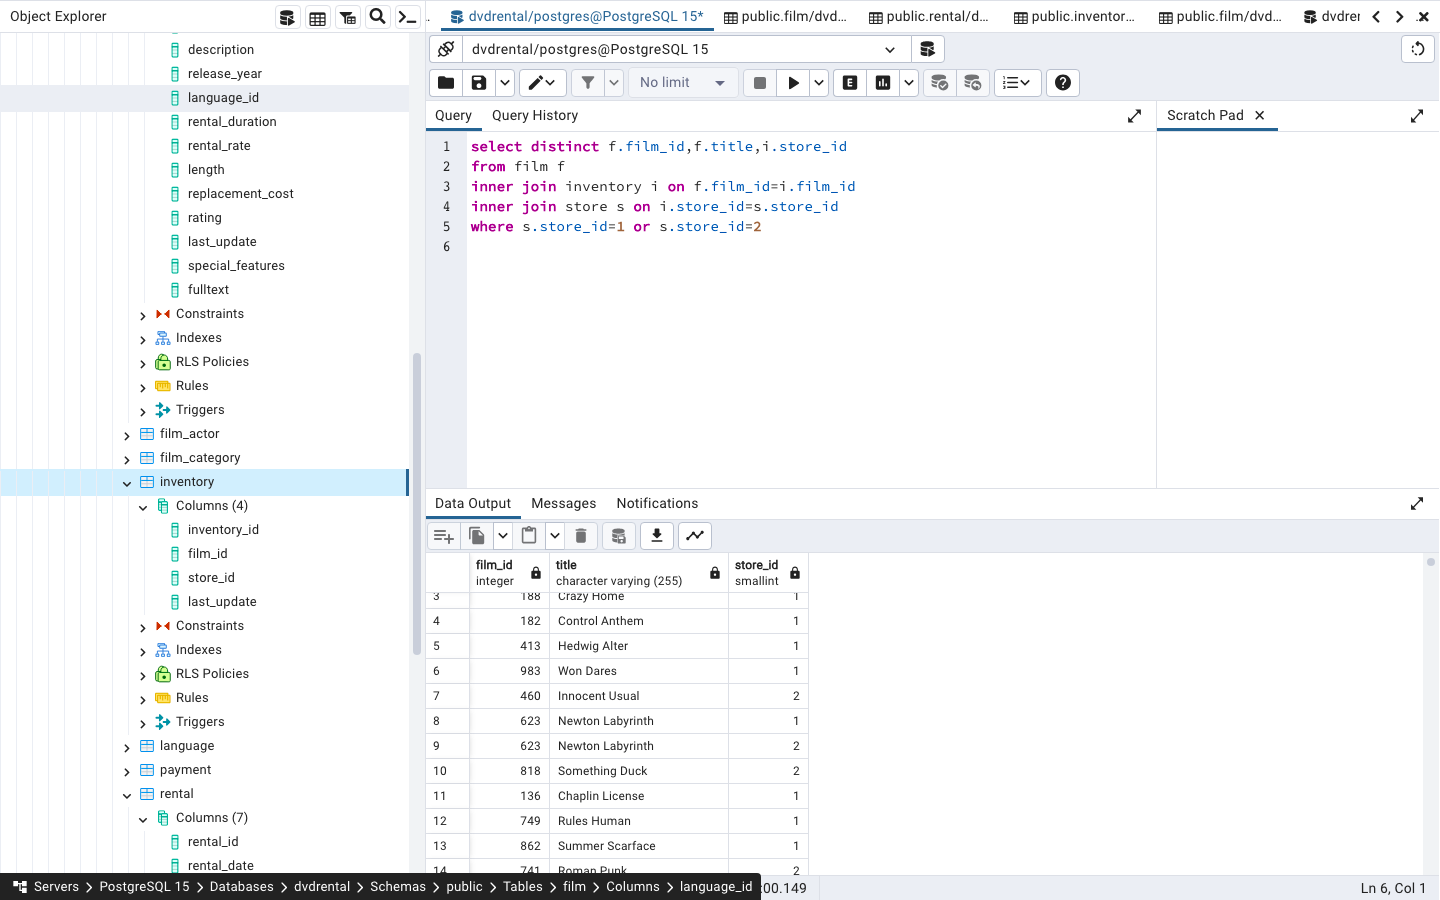 Object Explorer
dvdrental/postgres@PostgreSQL 15*
public.film/dvd...
public.rental/d...
public.inventor...
public.film/dvd...
dvdrer
description
release_year
language_id
rental_duration
rental_rate
length
replacement_cost
rating
last_update
special_features
fulltext
Constraints
Indexes
RLS Policies
Rules
Triggers
film_actor
film_category
inventory
Columns (4)
inventory_id
film_id
store_id
last_update
Constraints
Indexes
RLS Policies
Rules
Triggers
language
payment
rental
Columns (7)
rental_id
rental_date
dvdrental/postgres@PostgreSQL 15
No limit
E
Query Query History
Scratch Pad
1 select distinct f.film_id,f.title,i.store_id
2 from film f
3 inner join inventory i on f.film_id=i.film_id
4 inner join store s on i.store_id=s.store_id
5 where s.store_id=1 or s.store_id=2
6
Data Output Messages Notifications
film_id title store_id
integer character varying (255) smallint
3 188 Crazy Home 1
4 182 Control Anthem 1
5 413 Hedwig Alter 1
6 983 Won Dares 1
7 460 Innocent Usual 2
8 623 Newton Labyrinth 1
9 623 Newton Labyrinth 2
10 818 Something Duck 2
11 136 Chaplin License 1
12 749 Rules Human 1
13 862 Summer Scarface 1
14 741 Roman Punk 2
Servers > PostgreSQL 15 > Databases > dvdrental > Schemas > public > Tables > film > Columns > language_id
:00.149
Ln 6, Col 1